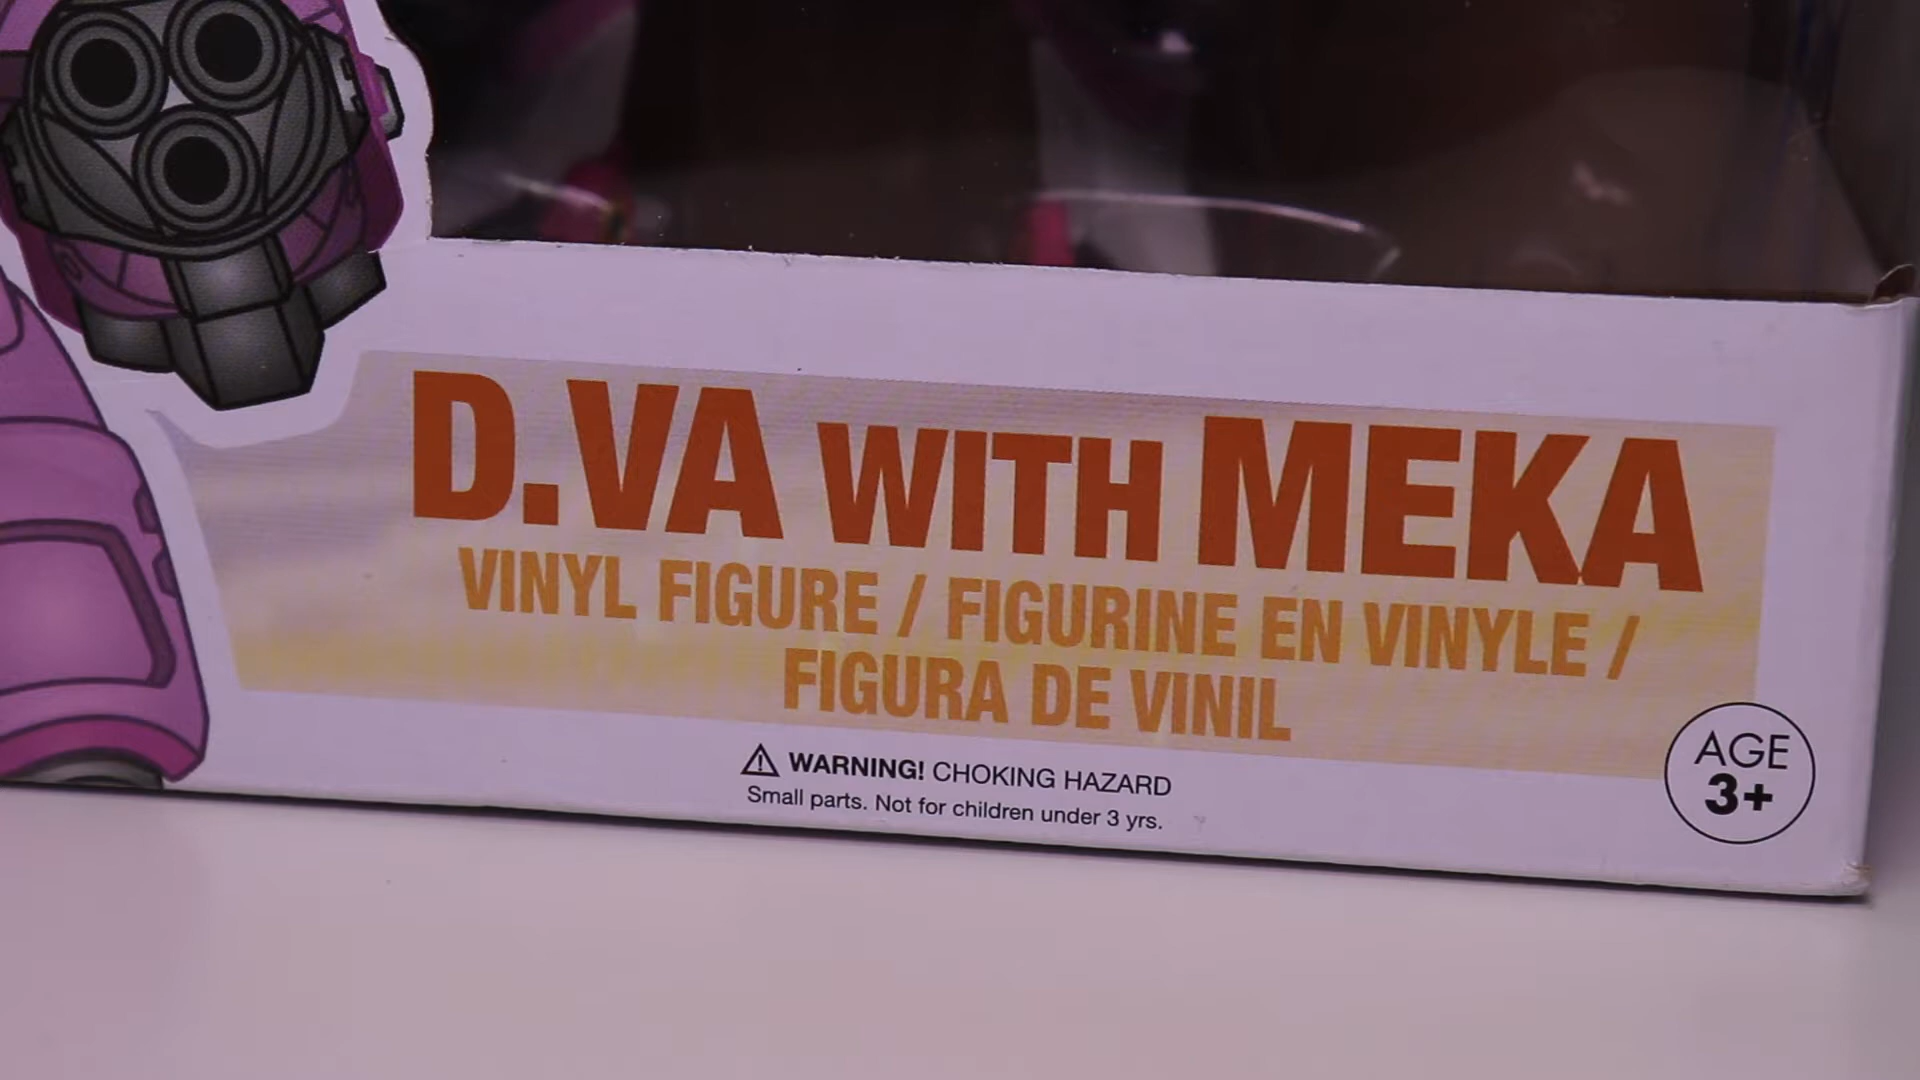 D.VA WITH MEKA
VINYL FIGURE / FIGURINE EN VINYLE /
FIGURA DE VINIL
WARNING! CHOKING HAZARD
Small parts. Not for children under 3 yrs.
AGE
3+